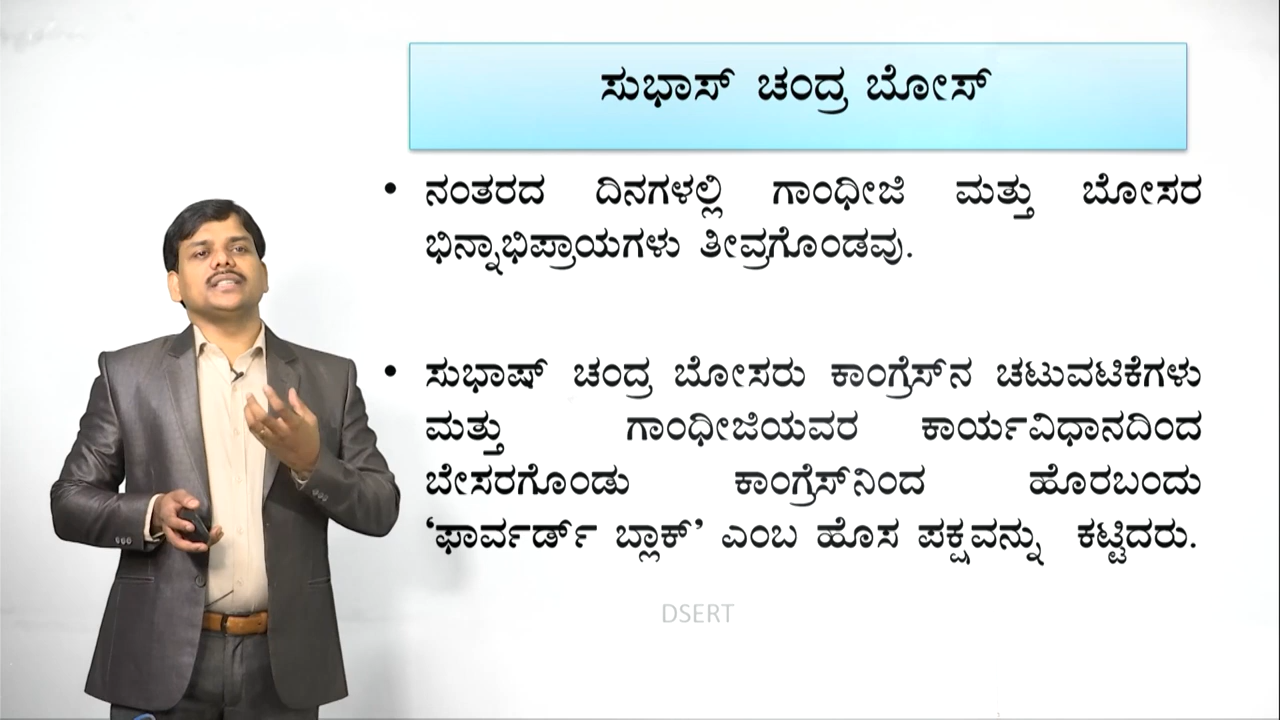 ಸುಭಾಸ್ ಚಂದ್ರ ಬೋಸ್
• ನಂತರದ ದಿನಗಳಲ್ಲಿ ಗಾಂಧೀಜಿ ಮತ್ತು ಬೋಸರ
ಭಿನ್ನಾಭಿಪ್ರಾಯಗಳು ತೀವ್ರಗೊಂಡವು.
• ಸುಭಾಷ್ ಚಂದ್ರ ಬೋಸರು ಕಾಂಗ್ರೆಸ್‌ನ ಚಟುವಟಿಕೆಗಳು
ಮತ್ತು ಗಾಂಧೀಜಿಯವರ ಕಾರ್ಯವಿಧಾನದಿಂದ
ಬೇಸರಗೊಂಡು ಕಾಂಗ್ರೆಸ್‌ನಿಂದ ಹೊರಬಂದು
‘ಫಾರ್ವರ್ಡ್ ಬ್ಲಾಕ್’ ಎಂಬ ಹೊಸ ಪಕ್ಷವನ್ನು ಕಟ್ಟಿದರು.
DSERT